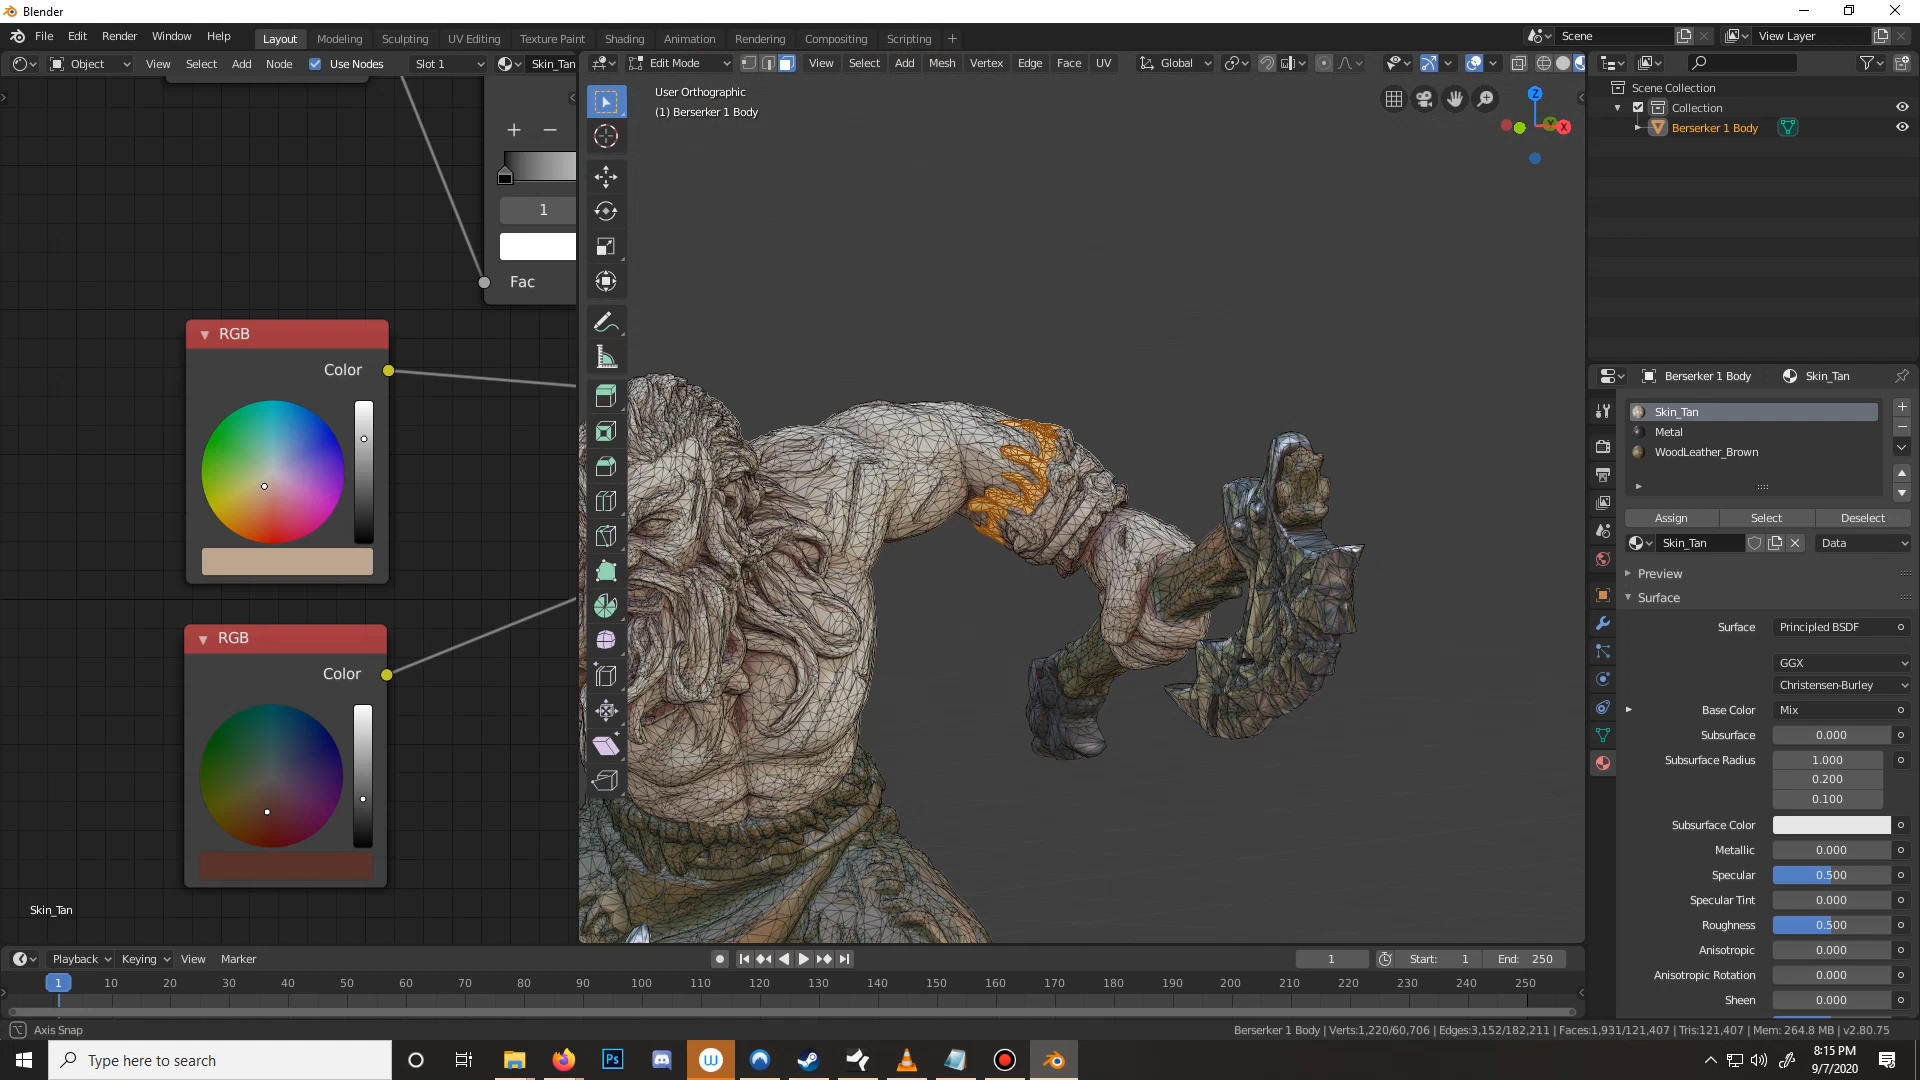 Blender
File Edit Render Window Help
Layout Modeling Sculpting UV Editing Texture Paint Shading Animation Rendering Compositing Scripting
Scene View Layer
Object View Select Add Node Use Nodes Slot 1 Skin_Tan
Edit Mode View Select Add Mesh Vertex Edge Face UV Global
User Orthographic
(1) Berserker 1 Body
Z
Y
X
Scene Collection
Collection
Berserker 1 Body
1
Fac
RGB
Color
RGB
Color
Skin_Tan
Berserker 1 Body Skin_Tan
Skin_Tan
Metal
WoodLeather_Brown
Assign Select Deselect
Skin_Tan Data
Preview
Surface
Surface Principled BSDF
GGX
Christensen-Burley
Base Color Mix
Subsurface 0.000
Subsurface Radius 1.000
0.200
0.100
Subsurface Color
Metallic 0.000
Specular 0.500
Specular Tint 0.000
Roughness 0.500
Anisotropic 0.000
Anisotropic Rotation 0.000
Sheen 0.000
Playback Keying View Marker
1 Start: 1 End: 250
1 10 20 30 40 50 60 70 80 90 100 110 120 130 140 150 160 170 180 190 200 210 220 230 240 250
Axis Snap
Berserker 1 Body | Verts:1,220/60,706 | Edges:3,152/182,211 | Faces:1,931/121,407 | Tris:121,407 | Mem: 264.8 MB | v2.80.75
Type here to search
Ps
W
8:15 PM
9/7/2020